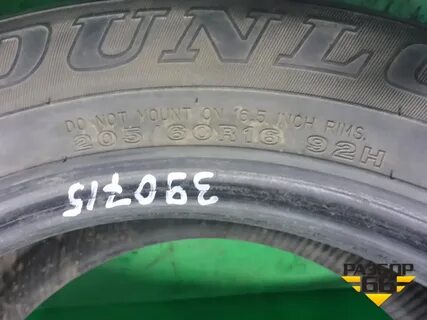 DUNLO
DO NOT MOUNT ON 16.5 INCH RIMS.
205/60R16 92H
390715
РАЗБОР
66